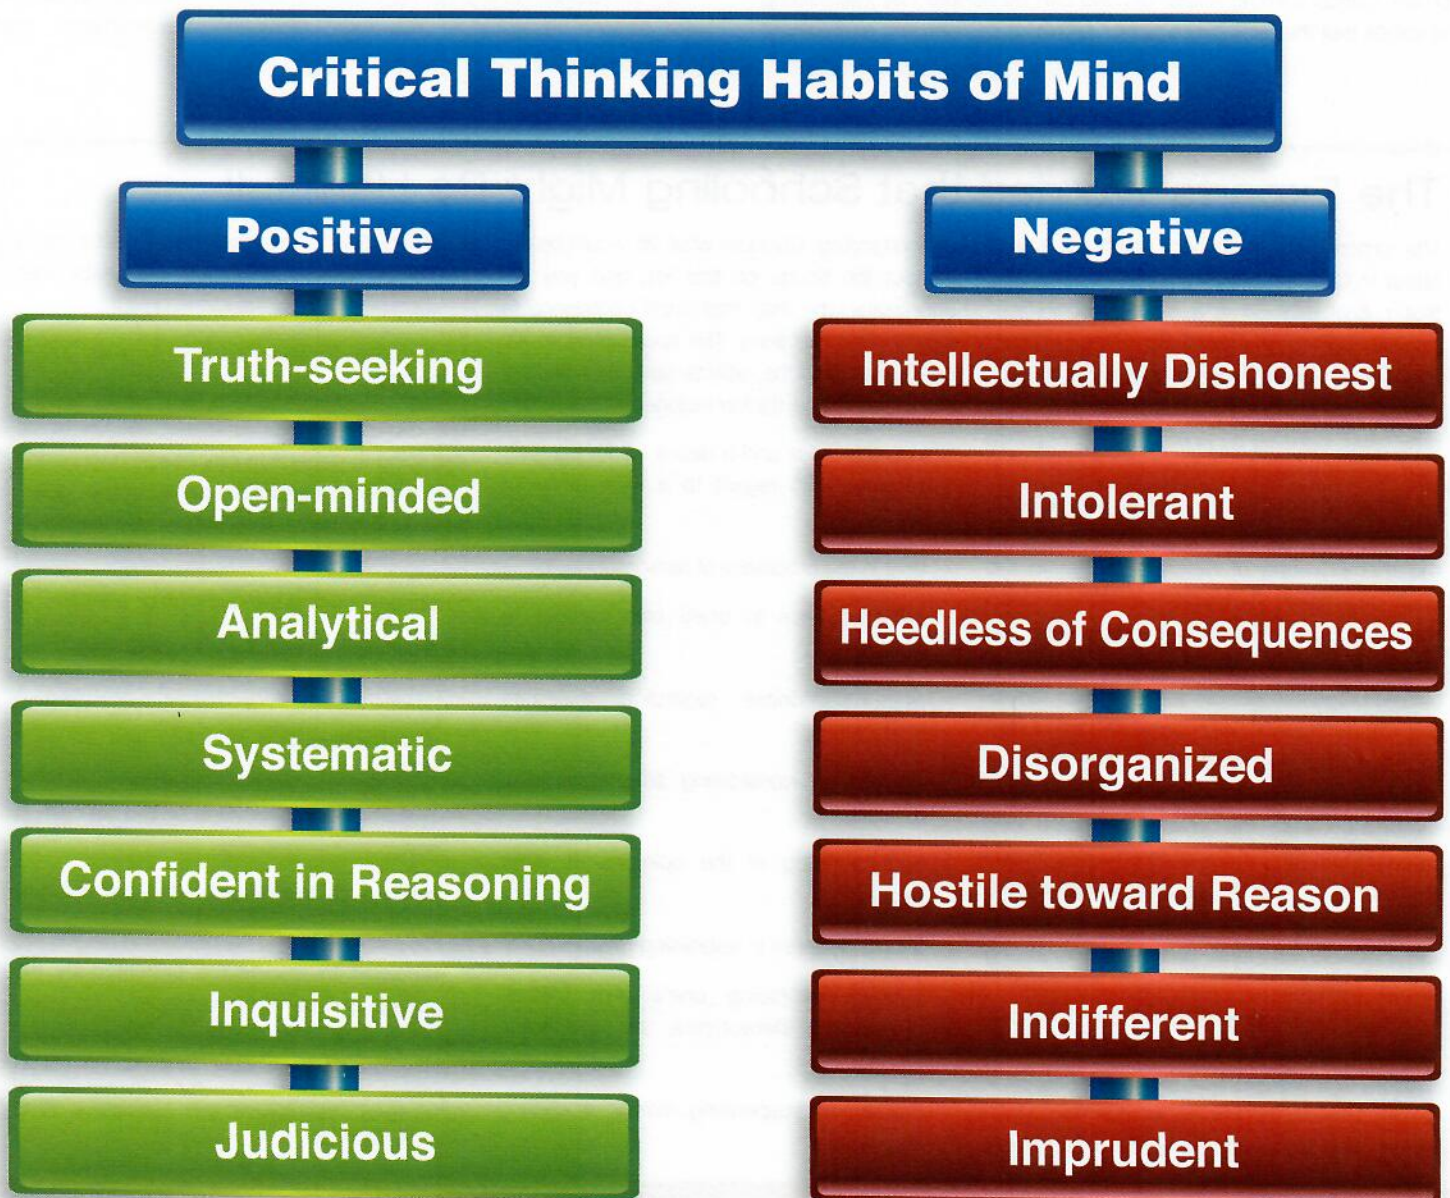 Critical Thinking Habits of Mind
Positive
Truth-seeking
Open-minded
Analytical
Systematic
Confident in Reasoning
Inquisitive
Judicious
Negative
Intellectually Dishonest
Intolerant
Heedless of Consequences
Disorganized
Hostile toward Reason
Indifferent
Imprudent